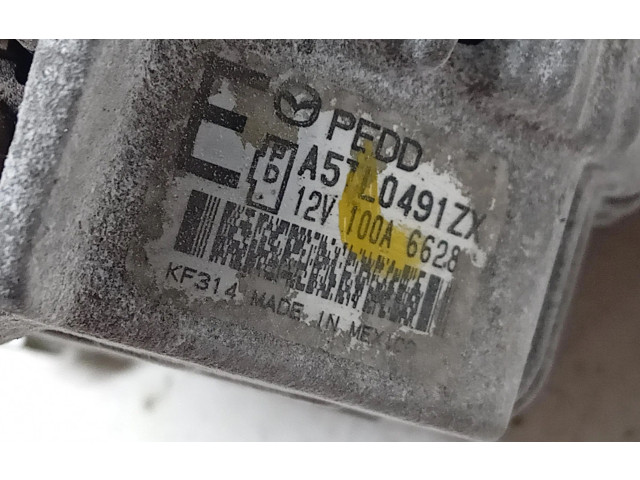 E
PEDD
P
D
A5TL0491ZX
12V 100A 6628
KF314 MADE IN MEXICO